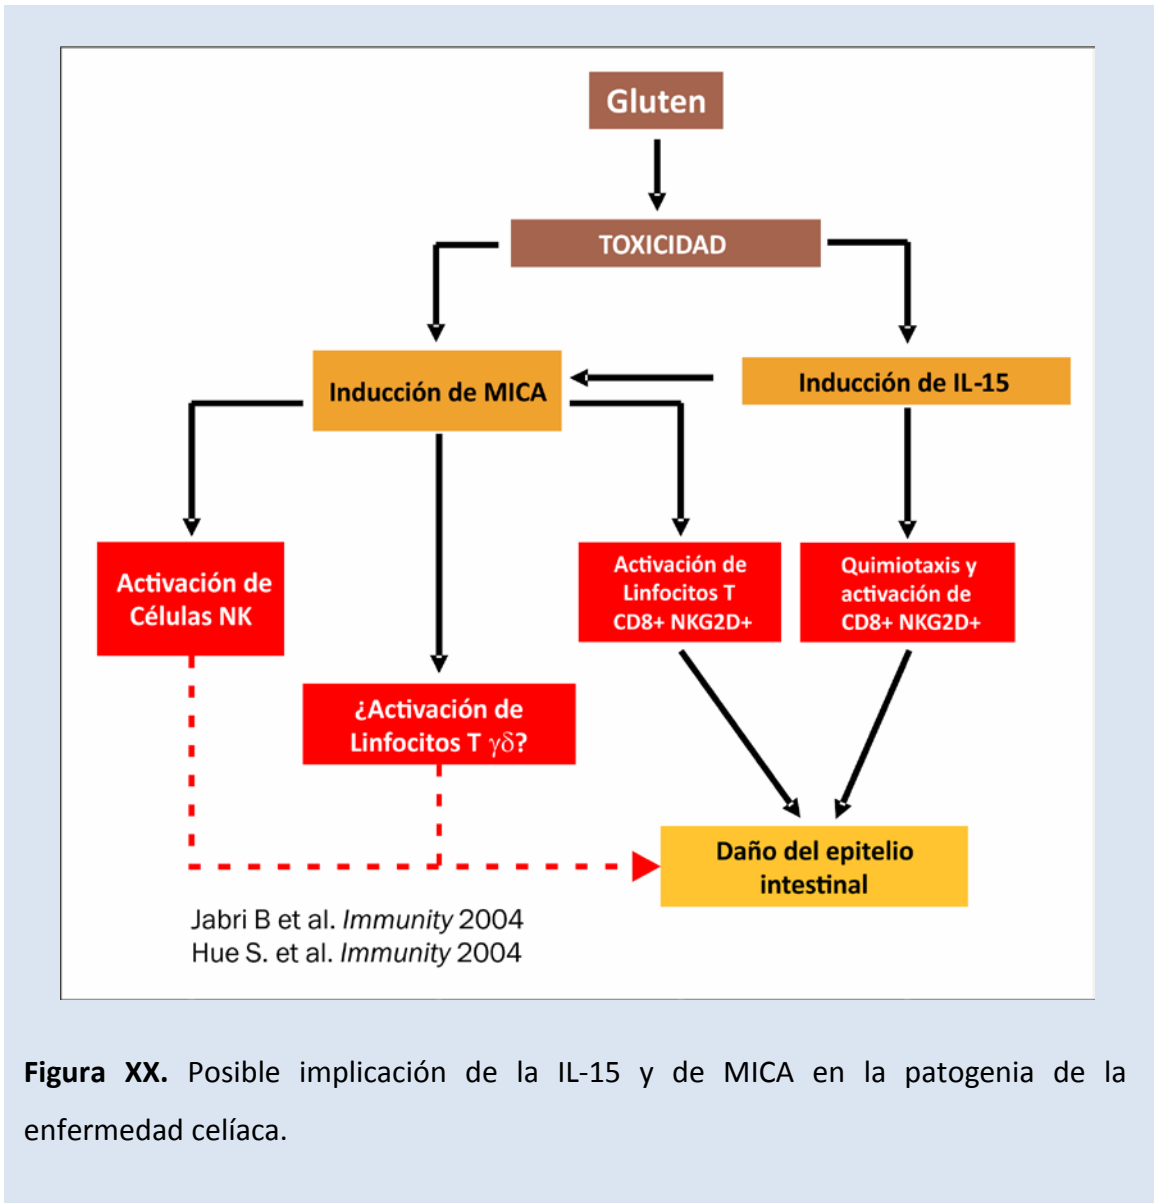 Gluten
TOXICIDAD
Inducción de MICA
Inducción de IL-15
Activación de
Células NK
¿Activación de
Linfocitos T γδ?
Activación de
Linfocitos T
CD8+ NKG2D+
Quimiotaxis y
activación de
CD8+ NKG2D+
Daño del epitelio
intestinal
Jabri B et al. Immunity 2004
Hue S. et al. Immunity 2004
Figura XX. Posible implicación de la IL-15 y de MICA en la patogenia de la
enfermedad celíaca.